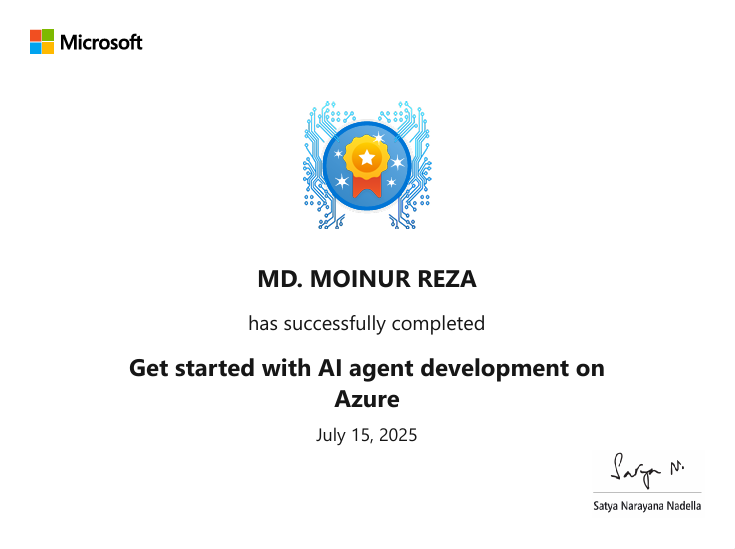 Microsoft
MD. MOINUR REZA
has successfully completed
Get started with AI agent development on
Azure
July 15, 2025
Satya N.
Satya Narayana Nadella